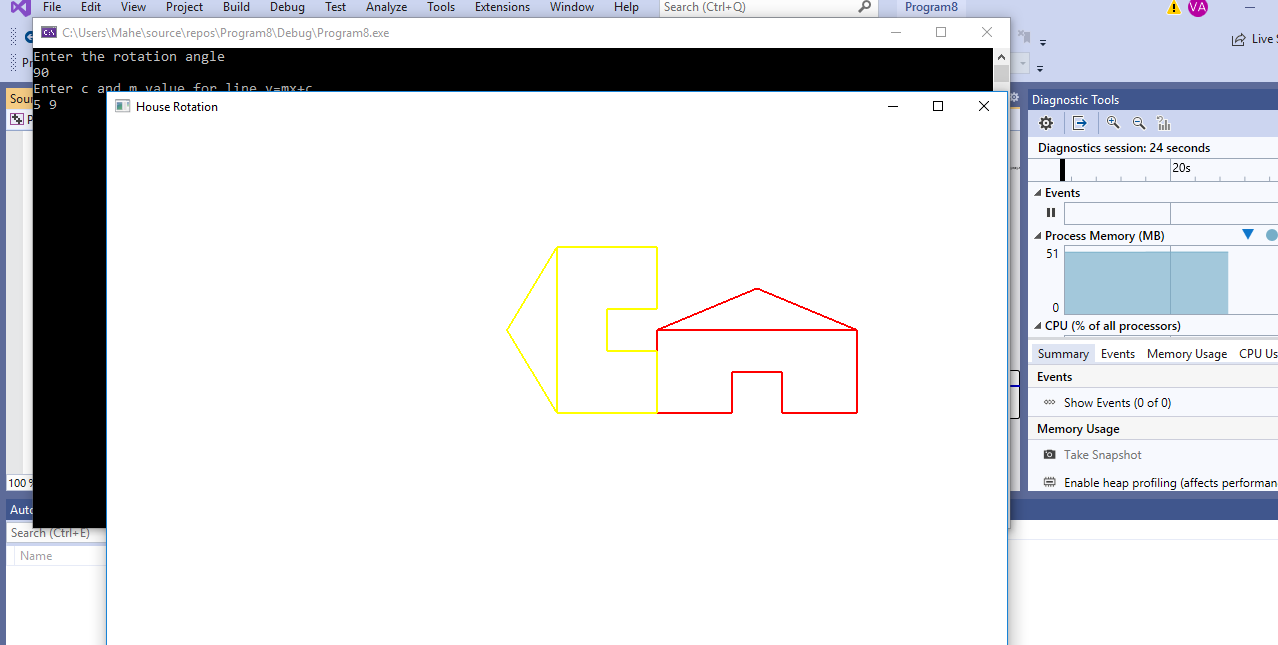 File Edit View Project Build Debug Test Analyze Tools Extensions Window Help Search (Ctrl+Q) Program8 VA
C:\Users\Mahe\source\repos\Program8\Debug\Program8.exe
Live
Enter the rotation angle
90
Enter c and m value for line y=mx+c
5 9
House Rotation
Diagnostic Tools
Diagnostics session: 24 seconds
20s
Events
Process Memory (MB)
51
0
CPU (% of all processors)
Summary Events Memory Usage CPU Us
Events
Show Events (0 of 0)
Memory Usage
Take Snapshot
Enable heap profiling (affects performan
100 %
Search (Ctrl+E)
Name